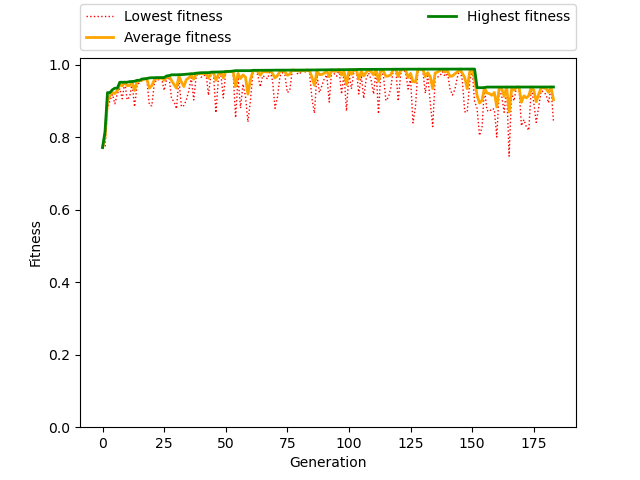 Lowest fitness
Average fitness
Highest fitness
1.0
0.8
0.6
0.4
0.2
0.0
Fitness
0 25 50 75 100 125 150 175
Generation